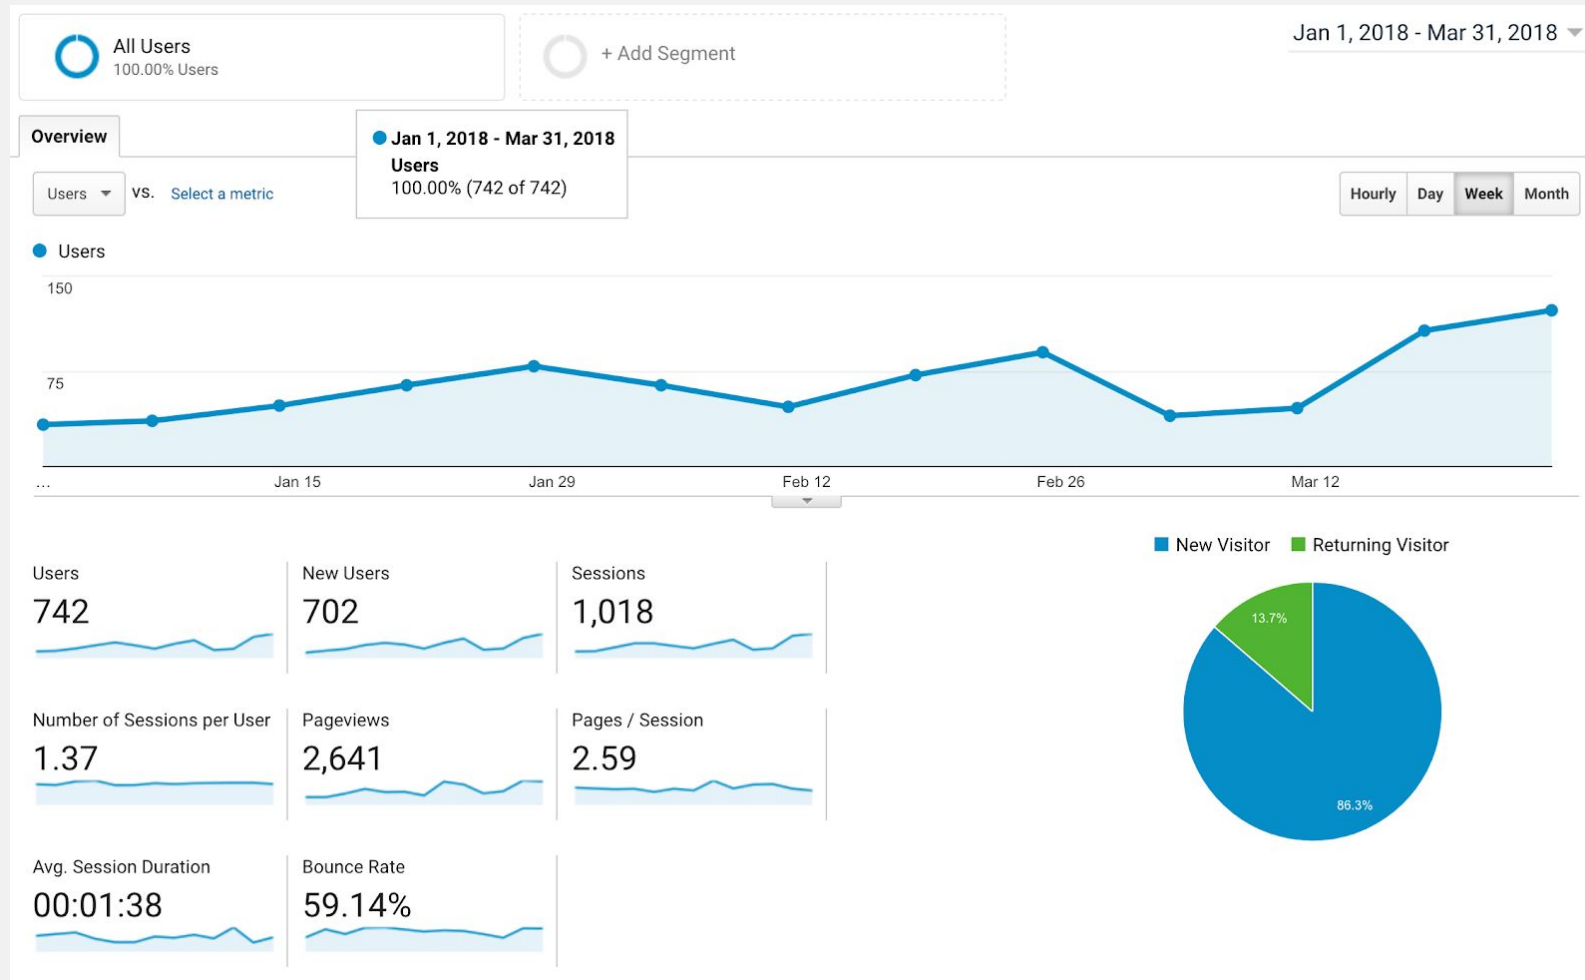 All Users
100.00% Users
+ Add Segment
Jan 1, 2018 - Mar 31, 2018
Overview
Jan 1, 2018 - Mar 31, 2018
Users
100.00% (742 of 742)
Users
VS.
Select a metric
Hourly
Day
Week
Month
Users
150
75
...
Jan 15
Jan 29
Feb 12
Feb 26
Mar 12
New Visitor
Returning Visitor
Users
742
New Users
702
Sessions
1,018
Number of Sessions per User
1.37
Pageviews
2,641
Pages / Session
2.59
Avg. Session Duration
00:01:38
Bounce Rate
59.14%
13.7%
86.3%